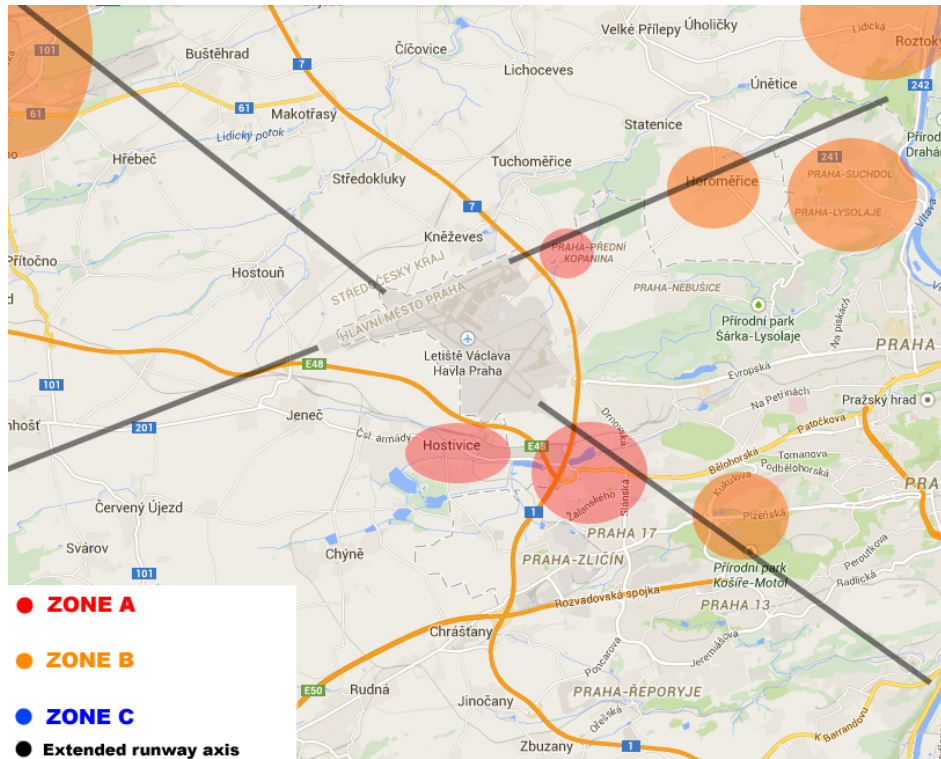 Buštěhrad
Číčovice
Velké Přílepy
Úholičky
Lidická
Roztoky
101
7
Lichoceves
Únětice
242
61
61
Makotřasy
Lidický potok
Statenice
Hřebeč
Tuchoměřice
241
Středokluky
Horoměřice
PRAHA-SUCHDOL
7
PRAHA-LYSOLAJE
Vltava
Kněževes
PRAHA-PŘEDNÍ
KOPANINA
Přítočno
Hostouň
STŘEDOČESKÝ KRAJ
HLAVNÍ MĚSTO PRAHA
PRAHA-NEBUŠICE
Přírodní park
Šárka-Lysolaje
Na pískách
PRAHA
Letiště Václava
Havla Praha
E48
101
Evropská
Na Petřinách
Pražský hrad
Jeneč
201
Čsl. armády
Hostivice
E48
Drnovská
Patočkova
Bělohorská
Tomanova
Podbělohorská
Kukulova
Žalanského
Slánská
Plzeňská
Červený Újezd
1
PRAHA 17
Svárov
Chýně
PRAHA-ZLIČÍN
Přírodní park
Košíře-Motol
Peroutkova
Radlická
101
Rozvadovská spojka
PRAHA 13
Chrášťany
Jeremiášova
Poncarova
E50
Rudná
Jinočany
PRAHA-ŘEPORYJE
Ořešská
Zbuzany
1
K Barrandovu
ZONE A
ZONE B
ZONE C
Extended runway axis